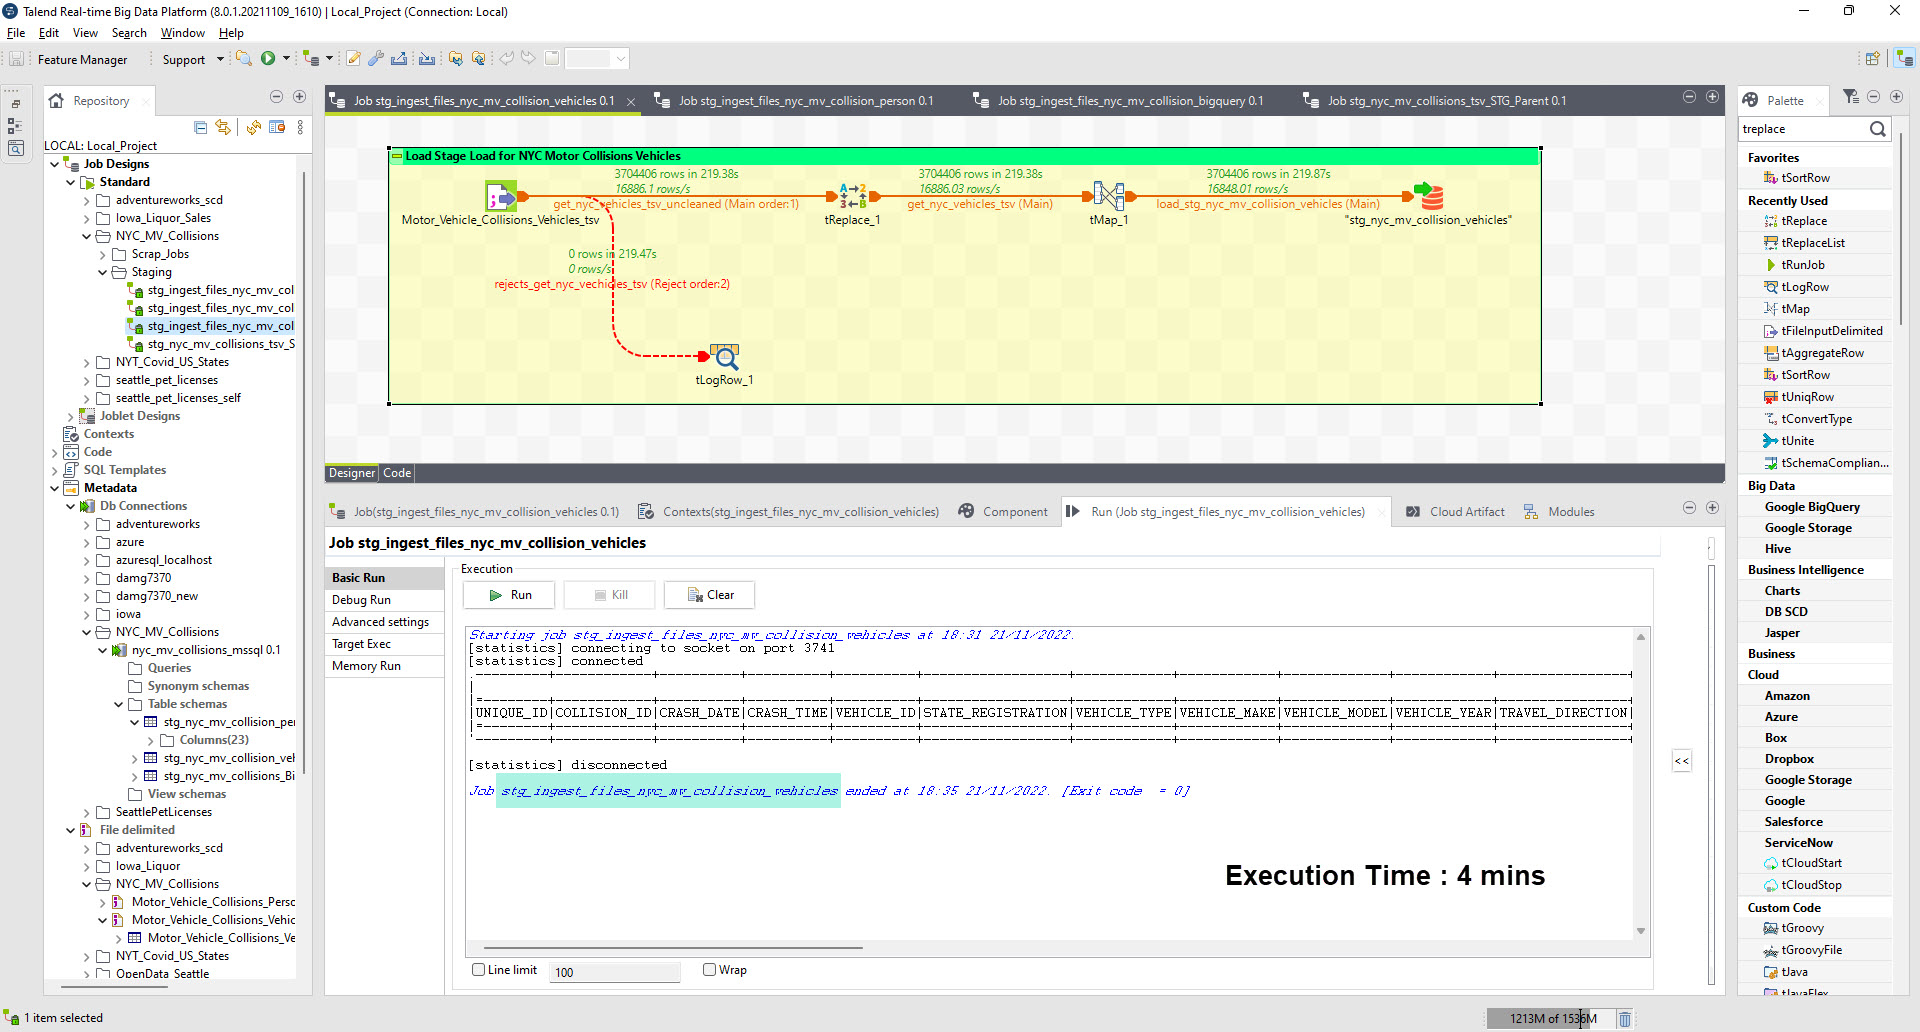 Talend Real-time Big Data Platform (8.0.1.20211109_1610) | Local_Project (Connection: Local)
File Edit View Search Window Help
Feature Manager Support
Repository
LOCAL: Local_Project
Job Designs
Standard
adventureworks_scd
Iowa_Liquor_Sales
NYC_MV_Collisions
Scrap_Jobs
Staging
stg_ingest_files_nyc_mv_col
stg_ingest_files_nyc_mv_col
stg_ingest_files_nyc_mv_col
stg_nyc_mv_collisions_tsv_S
NYT_Covid_US_States
seattle_pet_licenses
seattle_pet_licenses_self
Joblet Designs
Contexts
Code
SQL Templates
Metadata
Db Connections
adventureworks
azure
azuresql_localhost
damg7370
damg7370_new
iowa
NYC_MV_Collisions
nyc_mv_collisions_mssql 0.1
Queries
Synonym schemas
Table schemas
stg_nyc_mv_collision_per
Columns(23)
stg_nyc_mv_collision_veh
stg_nyc_mv_collisions_Bi
View schemas
SeattlePetLicenses
File delimited
adventureworks_scd
Iowa_Liquor
NYC_MV_Collisions
Motor_Vehicle_Collisions_Perso
Motor_Vehicle_Collisions_Vehic
Motor_Vehicle_Collisions_Ve
NYT_Covid_US_States
OpenData_Seattle
1 item selected
Job stg_ingest_files_nyc_mv_collision_vehicles 0.1
Job stg_ingest_files_nyc_mv_collision_person 0.1
Job stg_ingest_files_nyc_mv_collision_bigquery 0.1
Job stg_nyc_mv_collisions_tsv_STG_Parent 0.1
Load Stage Load for NYC Motor Collisions Vehicles
3704406 rows in 219.38s
16886.1 rows/s
get_nyc_vehicles_tsv_uncleaned (Main order:1)
3704406 rows in 219.38s
16886.03 rows/s
get_nyc_vehicles_tsv (Main)
3704406 rows in 219.87s
16848.01 rows/s
load_stg_nyc_mv_collision_vehicles (Main)
Motor_Vehicle_Collisions_Vehicles_tsv
tReplace_1
tMap_1
"stg_nyc_mv_collision_vehicles"
0 rows in 219.47s
0 rows/s
rejects_get_nyc_vechicles_tsv (Reject order:2)
tLogRow_1
Designer Code
Job(stg_ingest_files_nyc_mv_collision_vehicles 0.1)
Contexts(stg_ingest_files_nyc_mv_collision_vehicles)
Component
Run (Job stg_ingest_files_nyc_mv_collision_vehicles)
Cloud Artifact
Modules
Job stg_ingest_files_nyc_mv_collision_vehicles
Basic Run
Debug Run
Advanced settings
Target Exec
Memory Run
Execution
Run Kill Clear
Starting job stg_ingest_files_nyc_mv_collision_vehicles at 18:31 21/11/2022.
[statistics] connecting to socket on port 3741
[statistics] connected
|UNIQUE_ID|COLLISION_ID|CRASH_DATE|CRASH_TIME|VEHICLE_ID|STATE_REGISTRATION|VEHICLE_TYPE|VEHICLE_MAKE|VEHICLE_MODEL|VEHICLE_YEAR|TRAVEL_DIRECTION|
[statistics] disconnected
Job stg_ingest_files_nyc_mv_collision_vehicles ended at 18:35 21/11/2022. [Exit code = 0]
Execution Time : 4 mins
Line limit 100 Wrap
<<
1213M of 1536M
Palette
treplace
Favorites
tSortRow
Recently Used
tReplace
tReplaceList
tRunJob
tLogRow
tMap
tFileInputDelimited
tAggregateRow
tSortRow
tUniqRow
tConvertType
tUnite
tSchemaComplian...
Big Data
Google BigQuery
Google Storage
Hive
Business Intelligence
Charts
DB SCD
Jasper
Business
Cloud
Amazon
Azure
Box
Dropbox
Google Storage
Google
Salesforce
ServiceNow
tCloudStart
tCloudStop
Custom Code
tGroovy
tGroovyFile
tJava
tJavaFlex